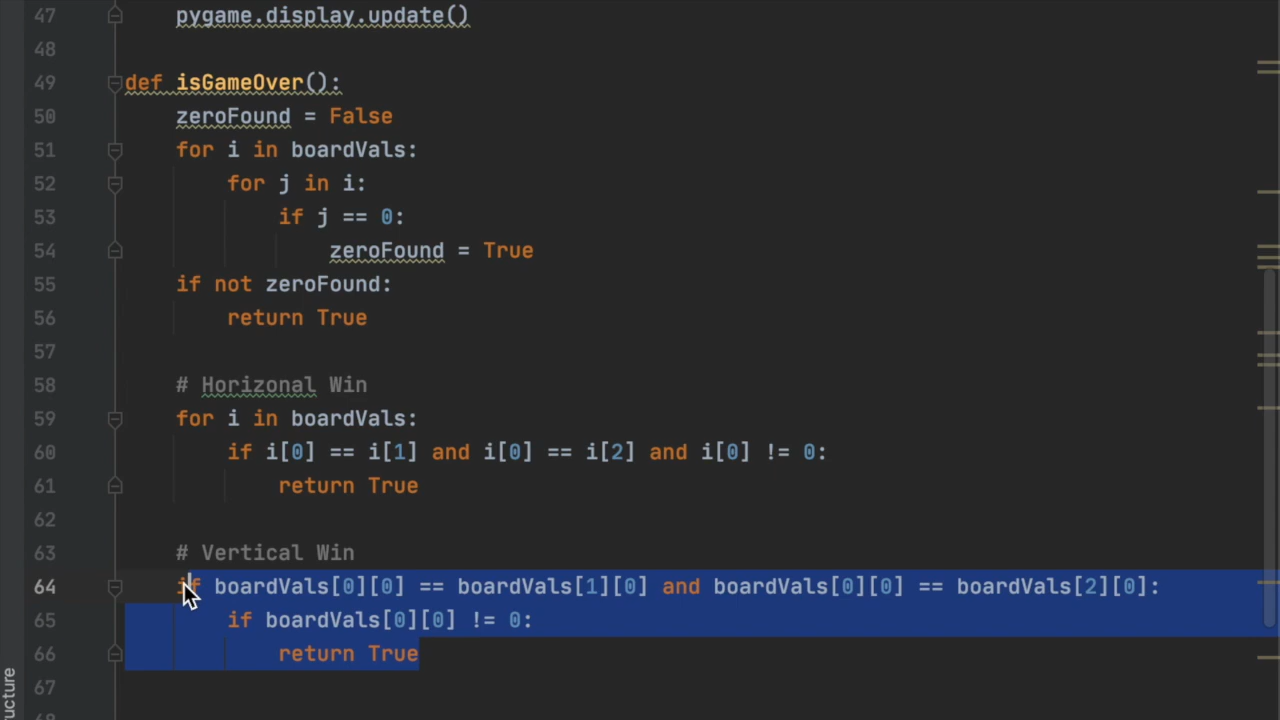 47 pygame.display.update()
48
49 def isGameOver():
50 zeroFound = False
51 for i in boardVals:
52 for j in i:
53 if j == 0:
54 zeroFound = True
55 if not zeroFound:
56 return True
57
58 # Horizonal Win
59 for i in boardVals:
60 if i[0] == i[1] and i[0] == i[2] and i[0] != 0:
61 return True
62
63 # Vertical Win
64 if boardVals[0][0] == boardVals[1][0] and boardVals[0][0] == boardVals[2][0]:
65 if boardVals[0][0] != 0:
66 return True
67
68
ructure